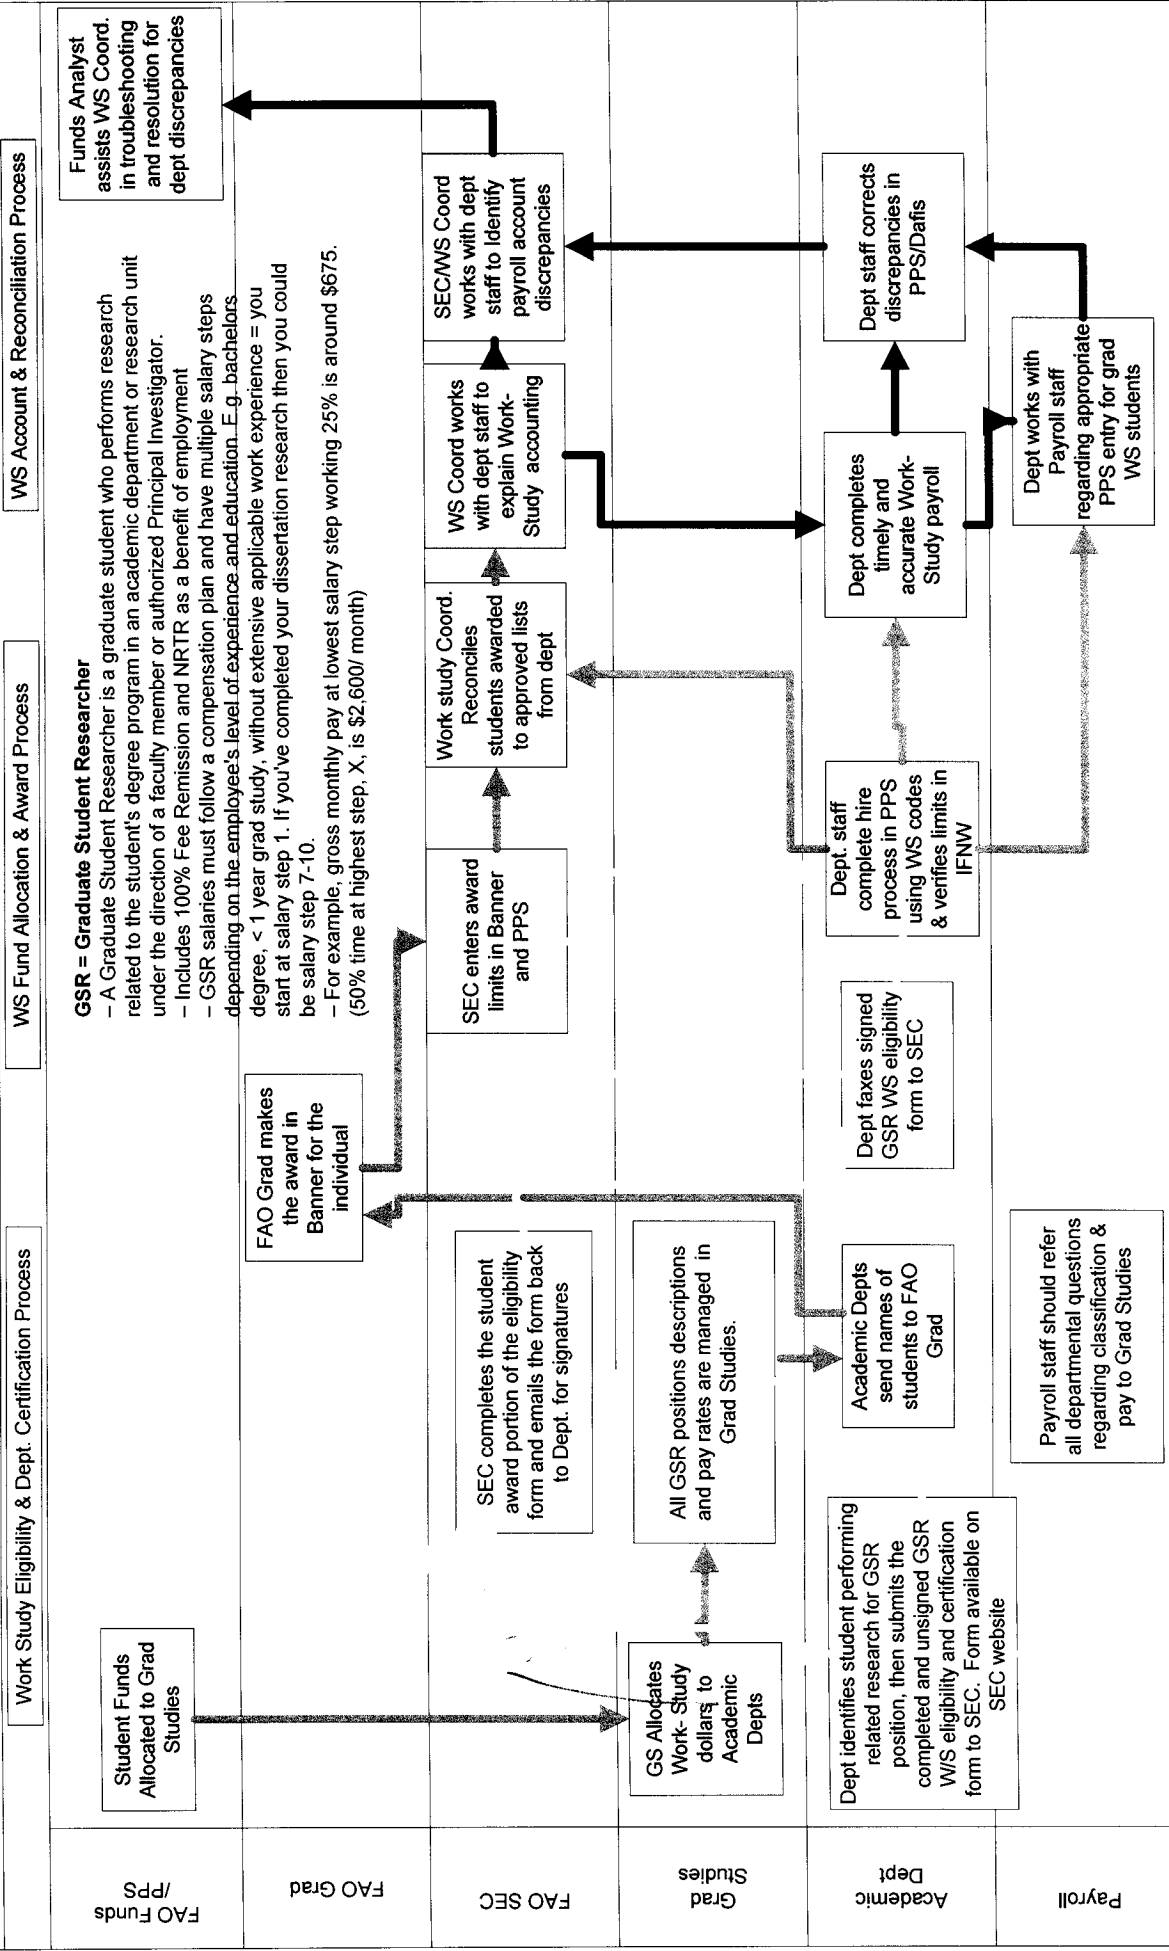 Work Study Eligibility & Dept. Certification Process
WS Fund Allocation & Award Process
WS Account & Reconciliation Process
FAO Funds
/PPS
Student Funds
Allocated to Grad
Studies
GSR = Graduate Student Researcher
– A Graduate Student Researcher is a graduate student who performs research
related to the student's degree program in an academic department or research unit
under the direction of a faculty member or authorized Principal Investigator.
– Includes 100% Fee Remission and NRTR as a benefit of employment
– GSR salaries must follow a compensation plan and have multiple salary steps
depending on the employee's level of experience and education. E.g. bachelors
degree, < 1 year grad study, without extensive applicable work experience = you
start at salary step 1. If you've completed your dissertation research then you could
be salary step 7-10.
– For example, gross monthly pay at lowest salary step working 25% is around $675.
(50% time at highest step, X, is $2,600/ month)
Funds Analyst
assists WS Coord.
in troubleshooting
and resolution for
dept discrepancies
FAO Grad
FAO Grad makes
the award in
Banner for the
individual
FAO SEC
SEC completes the student
award portion of the eligibility
form and emails the form back
to Dept. for signatures
SEC enters award
limits in Banner
and PPS
Work study Coord.
Reconciles
students awarded
to approved lists
from dept
WS Coord works
with dept staff to
explain Work-
Study accounting
SEC/WS Coord
works with dept
staff to Identify
payroll account
discrepancies
Grad
Studies
GS Allocates
Work- Study
dollars to
Academic
Depts
All GSR positions descriptions
and pay rates are managed in
Grad Studies.
Academic
Dept
Dept identifies student performing
related research for GSR
position, then submits the
completed and unsigned GSR
W/S eligibility and certification
form to SEC. Form available on
SEC website
Academic Depts
send names of
students to FAO
Grad
Dept faxes signed
GSR WS eligibility
form to SEC
Dept. staff
complete hire
process in PPS
using WS codes
& verifies limits in
IFNW
Dept completes
timely and
accurate Work-
Study payroll
Dept staff corrects
discrepancies in
PPS/Dafis
Payroll
Payroll staff should refer
all departmental questions
regarding classification &
pay to Grad Studies
Dept works with
Payroll staff
regarding appropriate
PPS entry for grad
WS students